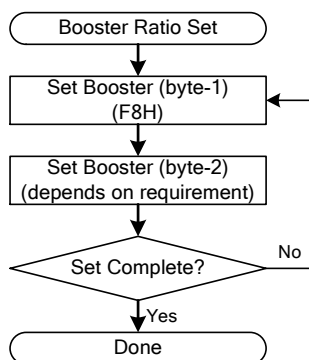 Booster Ratio Set
Set Booster (byte-1)
(F8H)
Set Booster (byte-2)
(depends on requirement)
Set Complete?
No
Yes
Done